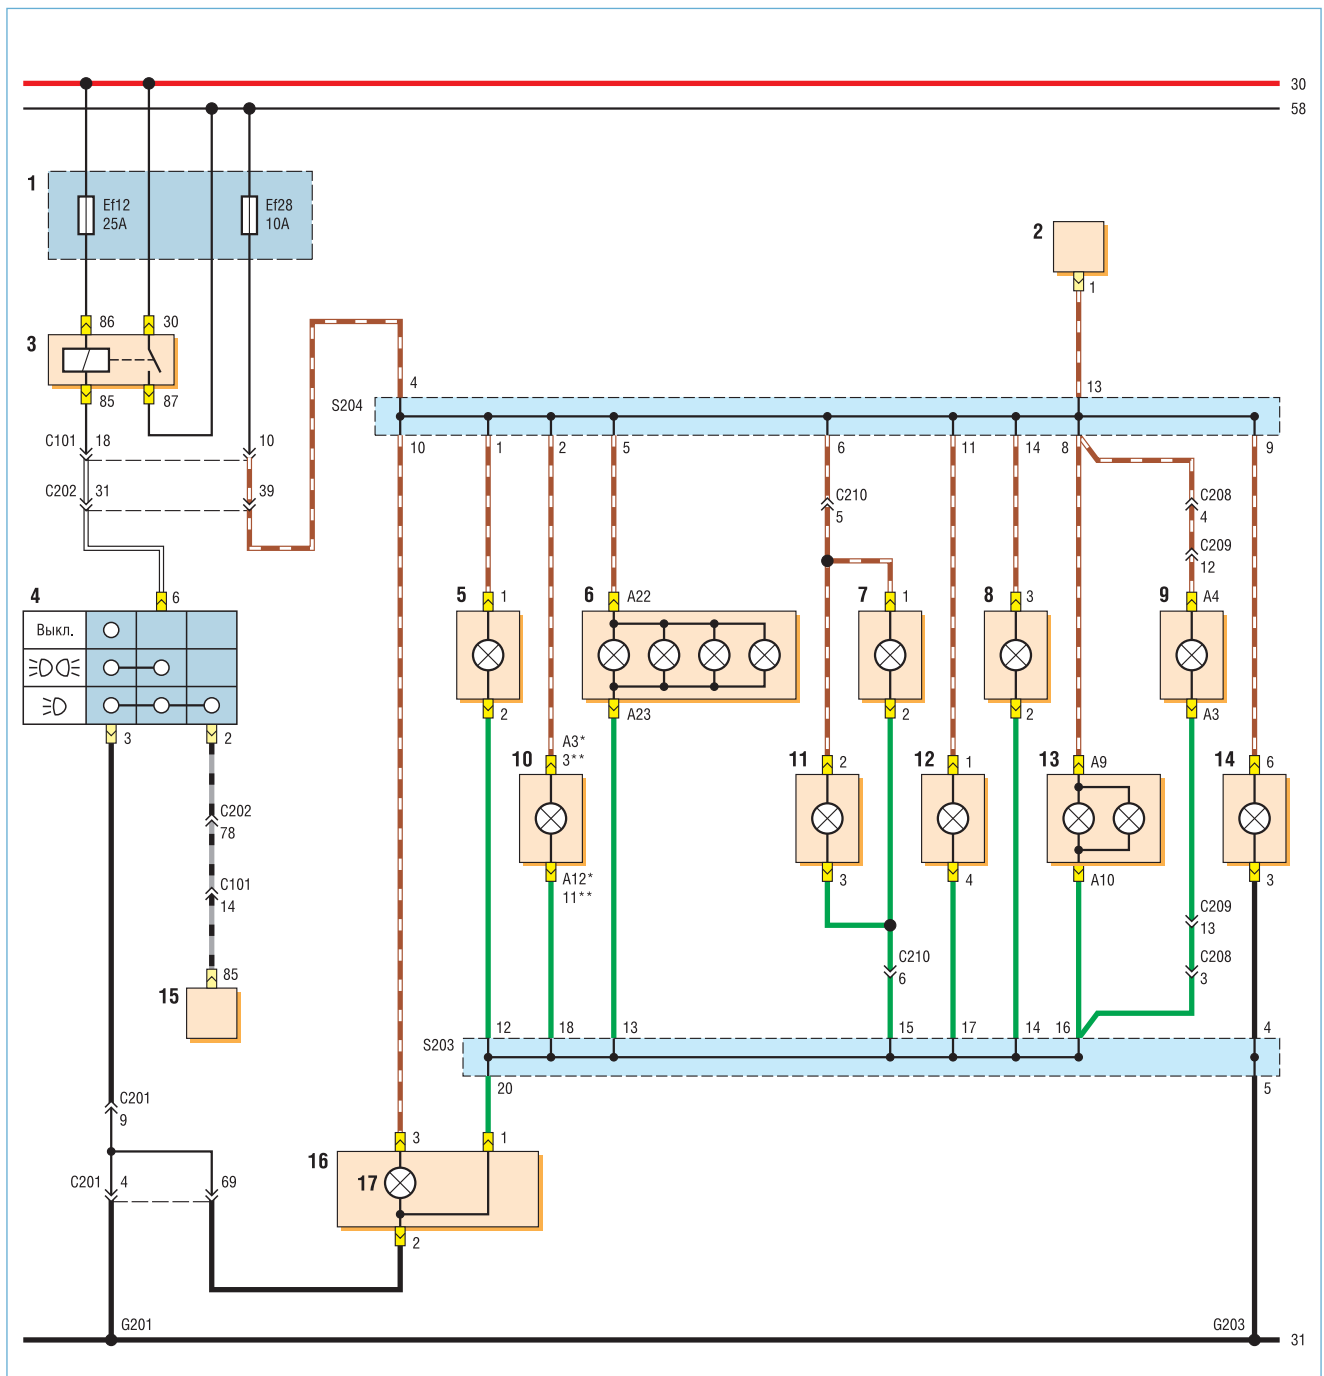 30
58
1
Ef12
25A
Ef28
10A
2
1
86
30
3
85
87
4
13
S204
C101
18
10
10
1
2
5
6
11
14
8
9
C202
31
39
C210
5
C208
4
C209
12
4
6
5
1
6
A22
7
1
8
3
9
A4
Выкл.
2
A23
2
2
A3
3
2
10
A3*
3**
11
2
12
1
13
A9
14
6
C202
78
A12*
11**
3
4
A10
3
C101
14
C209
13
C210
6
C208
3
85
15
S203
12
18
13
15
17
14
16
4
20
5
C201
9
16
3
1
C201
4
69
17
2
G201
G203
31